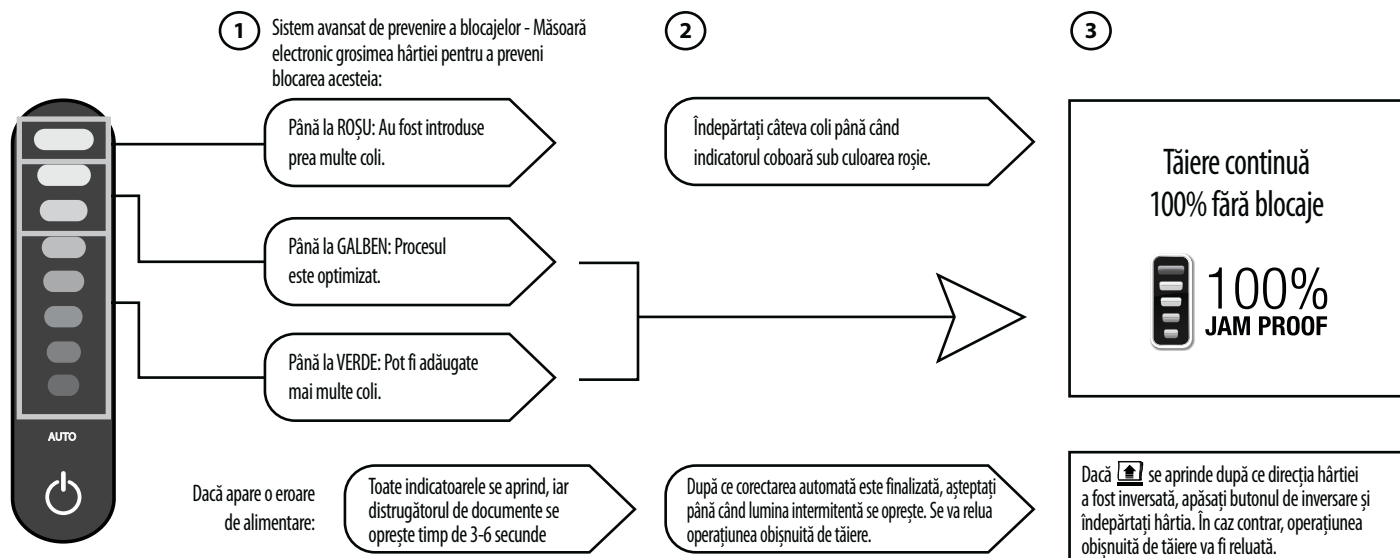 1
Sistem avansat de prevenire a blocajelor - Măsoară
electronic grosimea hârtiei pentru a preveni
blocarea acesteia:
Până la ROȘU: Au fost introduse
prea multe coli.
Până la GALBEN: Procesul
este optimizat.
Până la VERDE: Pot fi adăugate
mai multe coli.
2
Îndepărtați câteva coli până când
indicatorul coboară sub culoarea roșie.
3
Tăiere continuă
100% fără blocaje
100%
JAM PROOF
AUTO
Dacă apare o eroare
de alimentare:
Toate indicatoarele se aprind, iar
distrugătorul de documente se
oprește timp de 3-6 secunde
După ce corectarea automată este finalizată, așteptați
până când lumina intermitentă se oprește. Se va relua
operațiunea obișnuită de tăiere.
Dacă se aprinde după ce direcția hârtiei
a fost inversată, apăsați butonul de inversare și
îndepărtați hârtia. În caz contrar, operațiunea
obișnuită de tăiere va fi reluată.